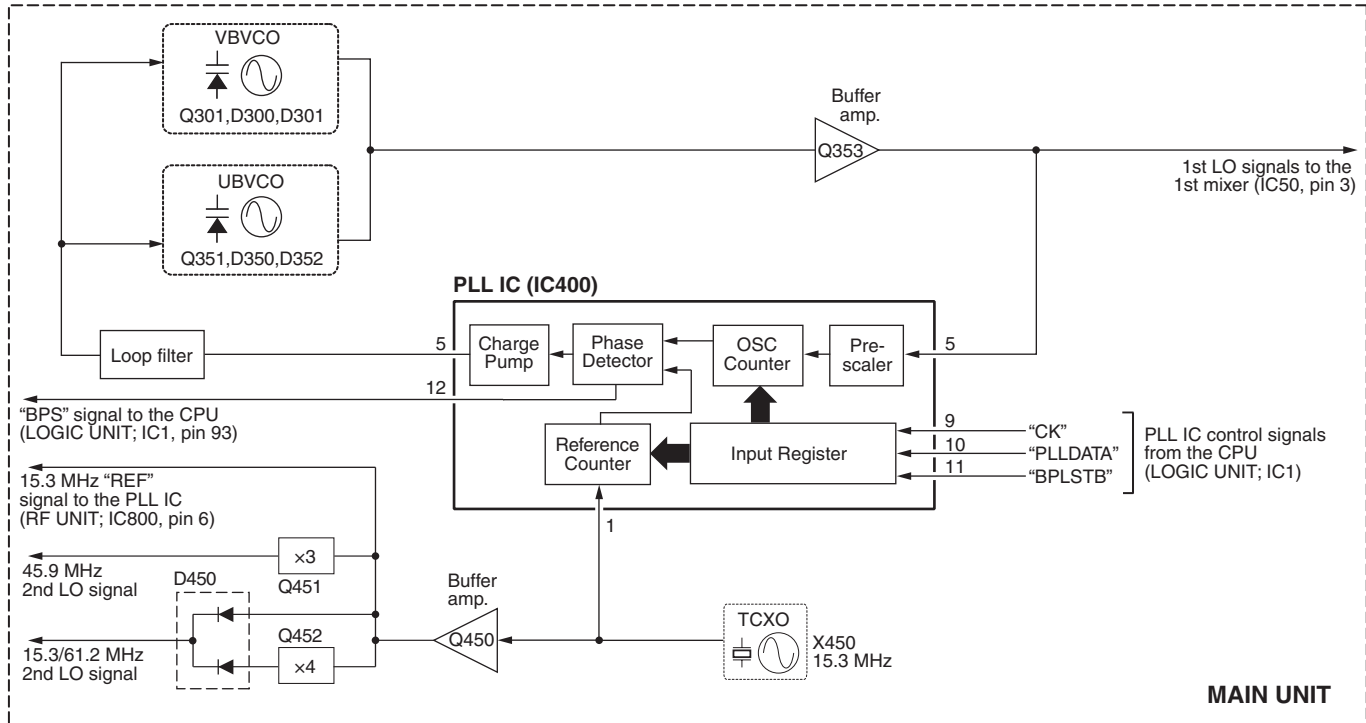 VBVCO
Q301,D300,D301
UBVCO
Q351,D350,D352
Buffer
amp.
Q353
1st LO signals to the
1st mixer (IC50, pin 3)
PLL IC (IC400)
Loop filter
5
Charge
Pump
Phase
Detector
OSC
Counter
Pre-
scaler
5
12
"BPS" signal to the CPU
(LOGIC UNIT; IC1, pin 93)
Reference
Counter
Input Register
9
"CK"
10
"PLLDATA"
11
"BPLSTB"
PLL IC control signals
from the CPU
(LOGIC UNIT; IC1)
15.3 MHz "REF"
signal to the PLL IC
(RF UNIT; IC800, pin 6)
1
×3
Q451
45.9 MHz
2nd LO signal
D450
Q452
×4
15.3/61.2 MHz
2nd LO signal
Buffer
amp.
Q450
TCXO
X450
15.3 MHz
MAIN UNIT